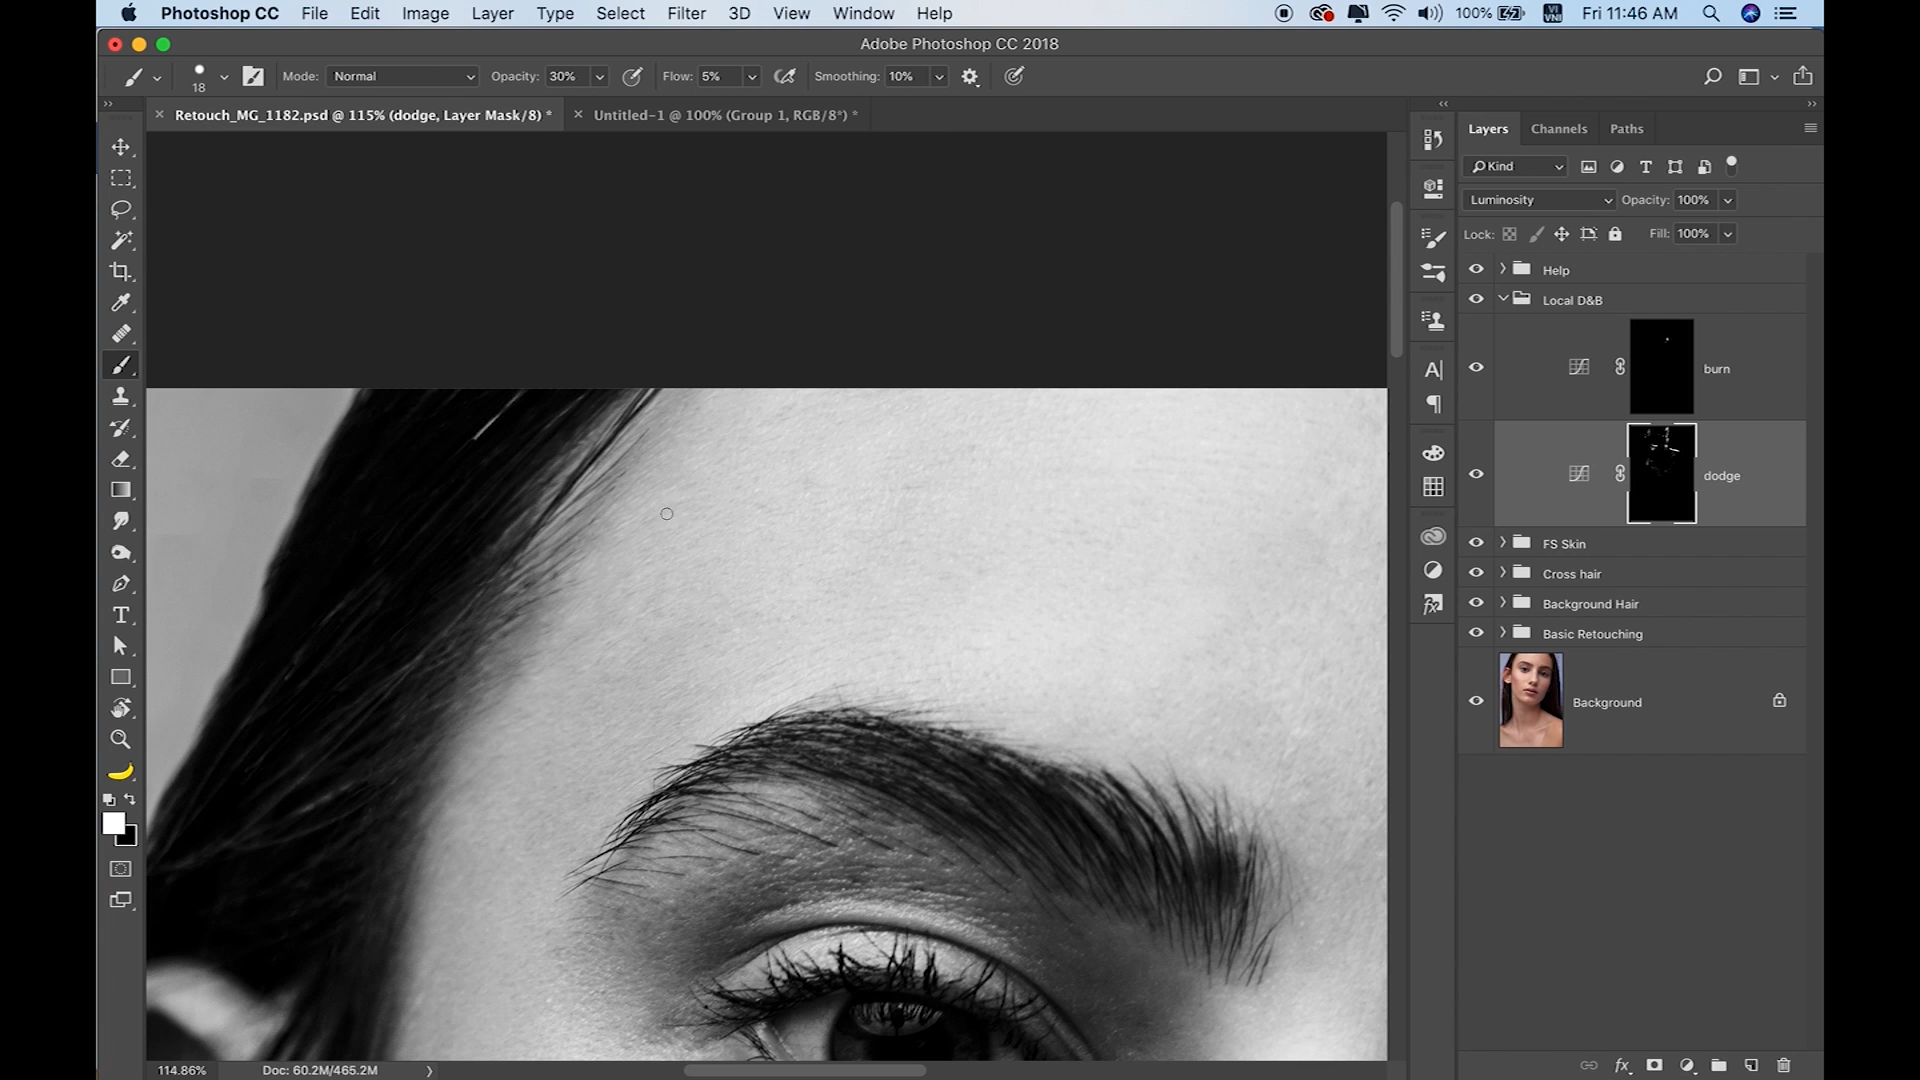 Photoshop CC File Edit Image Layer Type Select Filter 3D View Window Help 100% VI VNI Fri 11:46 AM
Adobe Photoshop CC 2018
18 Mode: Normal Opacity: 30% Flow: 5% Smoothing: 10%
Retouch_MG_1182.psd @ 115% (dodge, Layer Mask/8) * Untitled-1 @ 100% (Group 1, RGB/8*) *
Layers Channels Paths
Kind
Luminosity Opacity: 100%
Lock: Fill: 100%
Help
Local D&B
burn
dodge
FS Skin
Cross hair
Background Hair
Basic Retouching
Background
114.86% Doc: 60.2M/465.2M